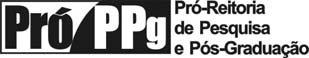 Pró PPg
Pró-Reitoria
de Pesquisa
e Pós-Graduação